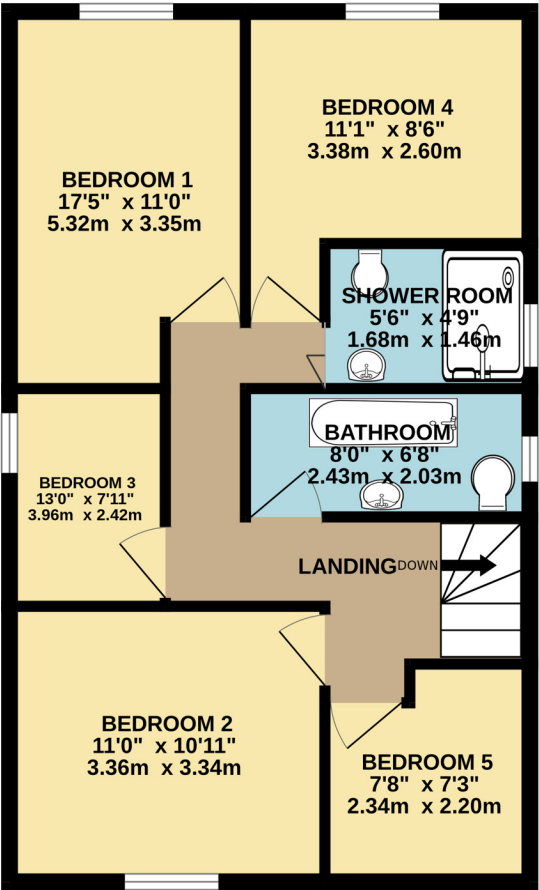 BEDROOM 4
11'1" x 8'6"
3.38m x 2.60m
BEDROOM 1
17'5" x 11'0"
5.32m x 3.35m
SHOWER ROOM
5'6" x 4'9"
1.68m x 1.46m
BATHROOM
8'0" x 6'8"
2.43m x 2.03m
BEDROOM 3
13'0" x 7'11"
3.96m x 2.42m
LANDING
DOWN
BEDROOM 2
11'0" x 10'11"
3.36m x 3.34m
BEDROOM 5
7'8" x 7'3"
2.34m x 2.20m